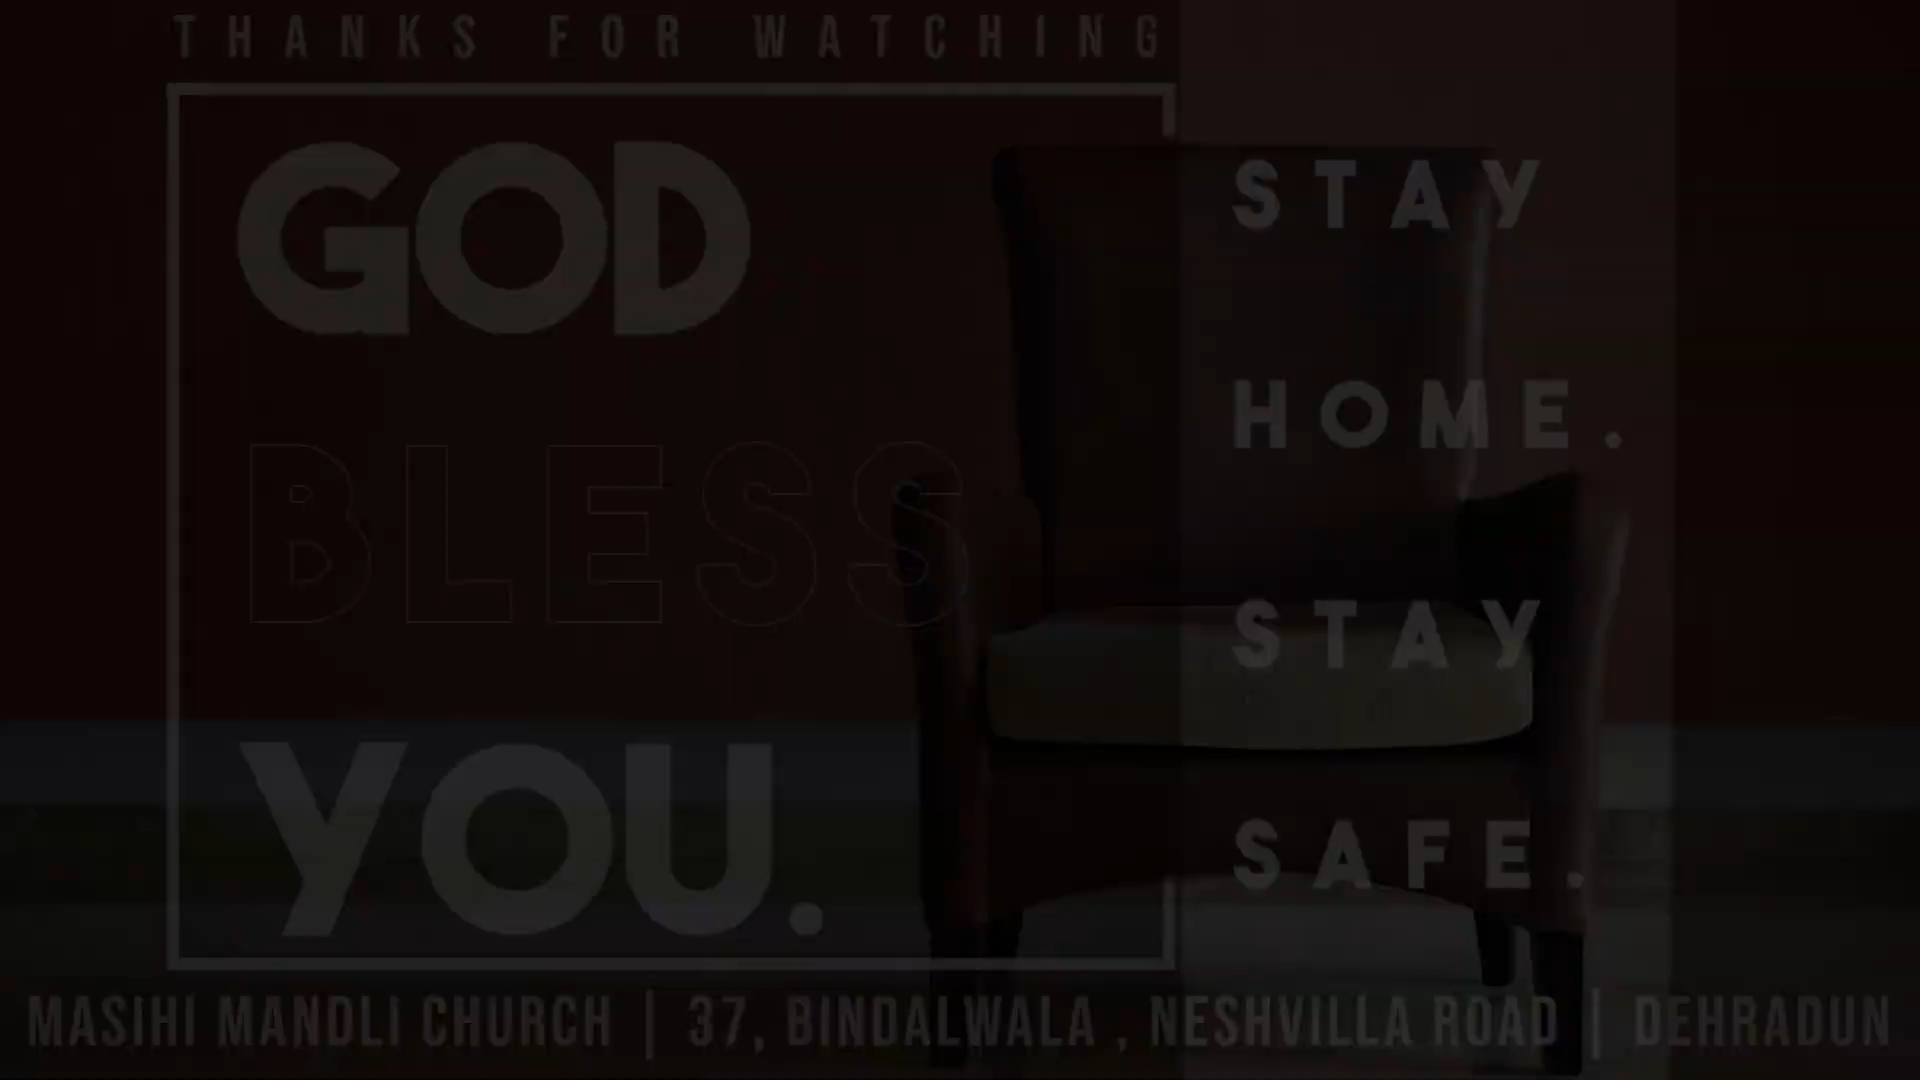 THANKS FOR WATCHING
GOD
BLESS
YOU.
STAY
HOME.
STAY
SAFE.
MASIHI MANDLI CHURCH | 37, BINDALWALA , NESHVILLA ROAD | DEHRADUN